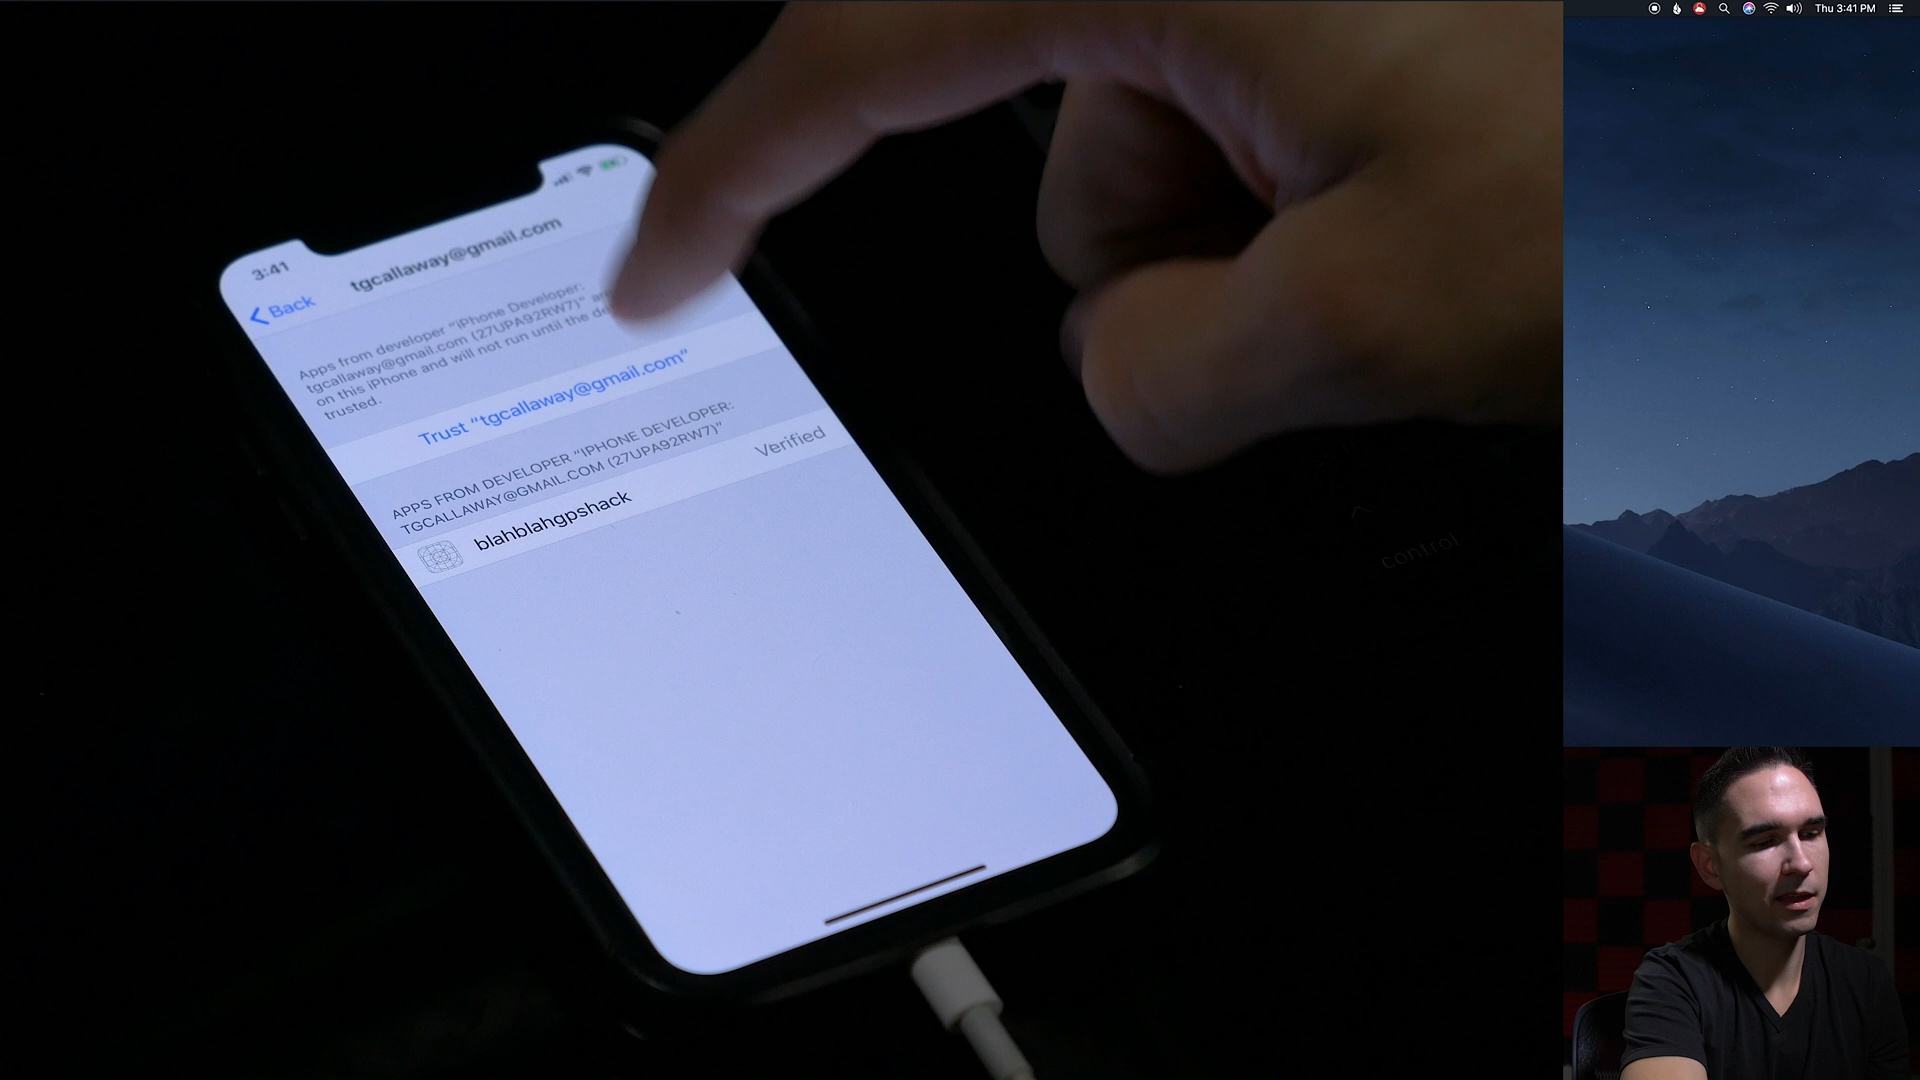 Thu 3:41 PM
3:41
tgcallaway@gmail.com
Back
Apps from developer "iPhone Developer:
tgcallaway@gmail.com (27UPA92RW7)"
on this iPhone and will not run until the
trusted.
Trust "tgcallaway@gmail.com"
APPS FROM DEVELOPER "IPHONE DEVELOPER:
TGCALLAWAY@GMAIL.COM (27UPA92RW7)"
blahblahgpshack Verified
control